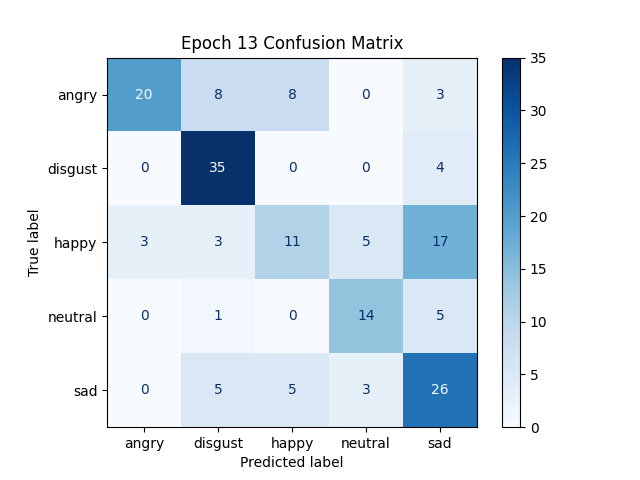 Epoch 13 Confusion Matrix
angry 20 8 8 0 3
disgust 0 35 0 0 4
happy 3 3 11 5 17
neutral 0 1 0 14 5
sad 0 5 5 3 26
angry disgust happy neutral sad
Predicted label
True label
35
30
25
20
15
10
5
0